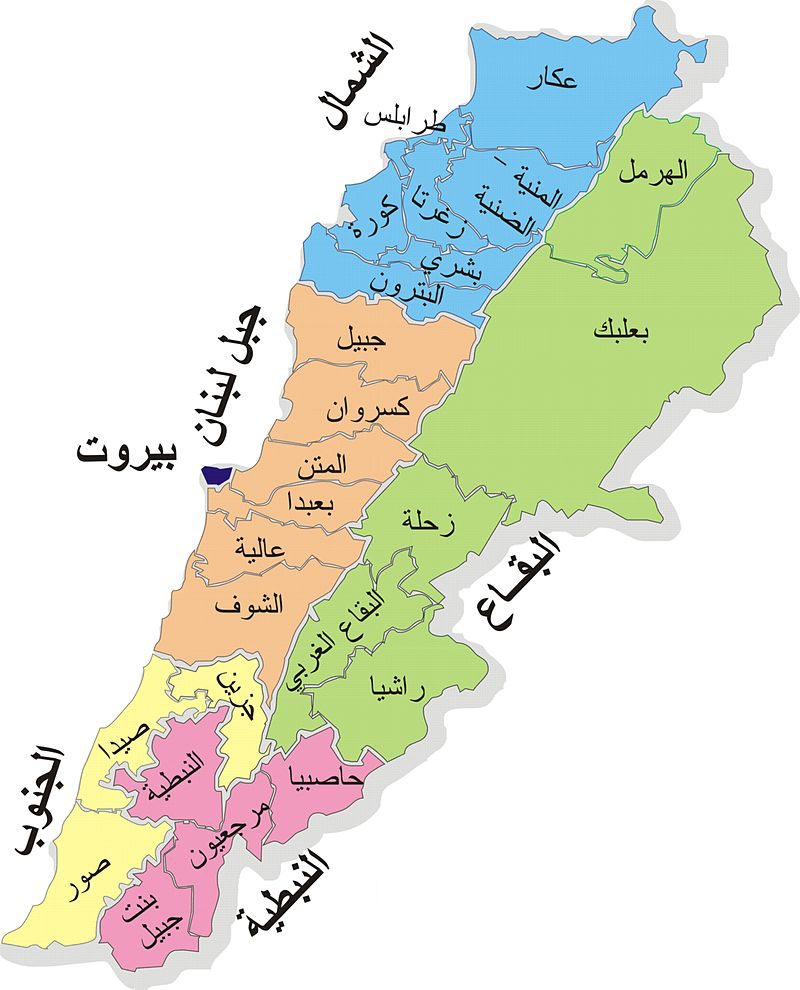 الشمال
عكار
طرابلس
المنية -
الضنية
زغرتا
كورة
بشري
البترون
الهرمل
بعلبك
جبل لبنان
جبيل
كسروان
المتن
بيروت
بعبدا
عالية
الشوف
زحلة
البقاع
البقاع الغربي
راشيا
جزين
صيدا
الجنوب
النبطية
حاصبيا
مرجعيون
صور
بنت
جبيل
النبطية